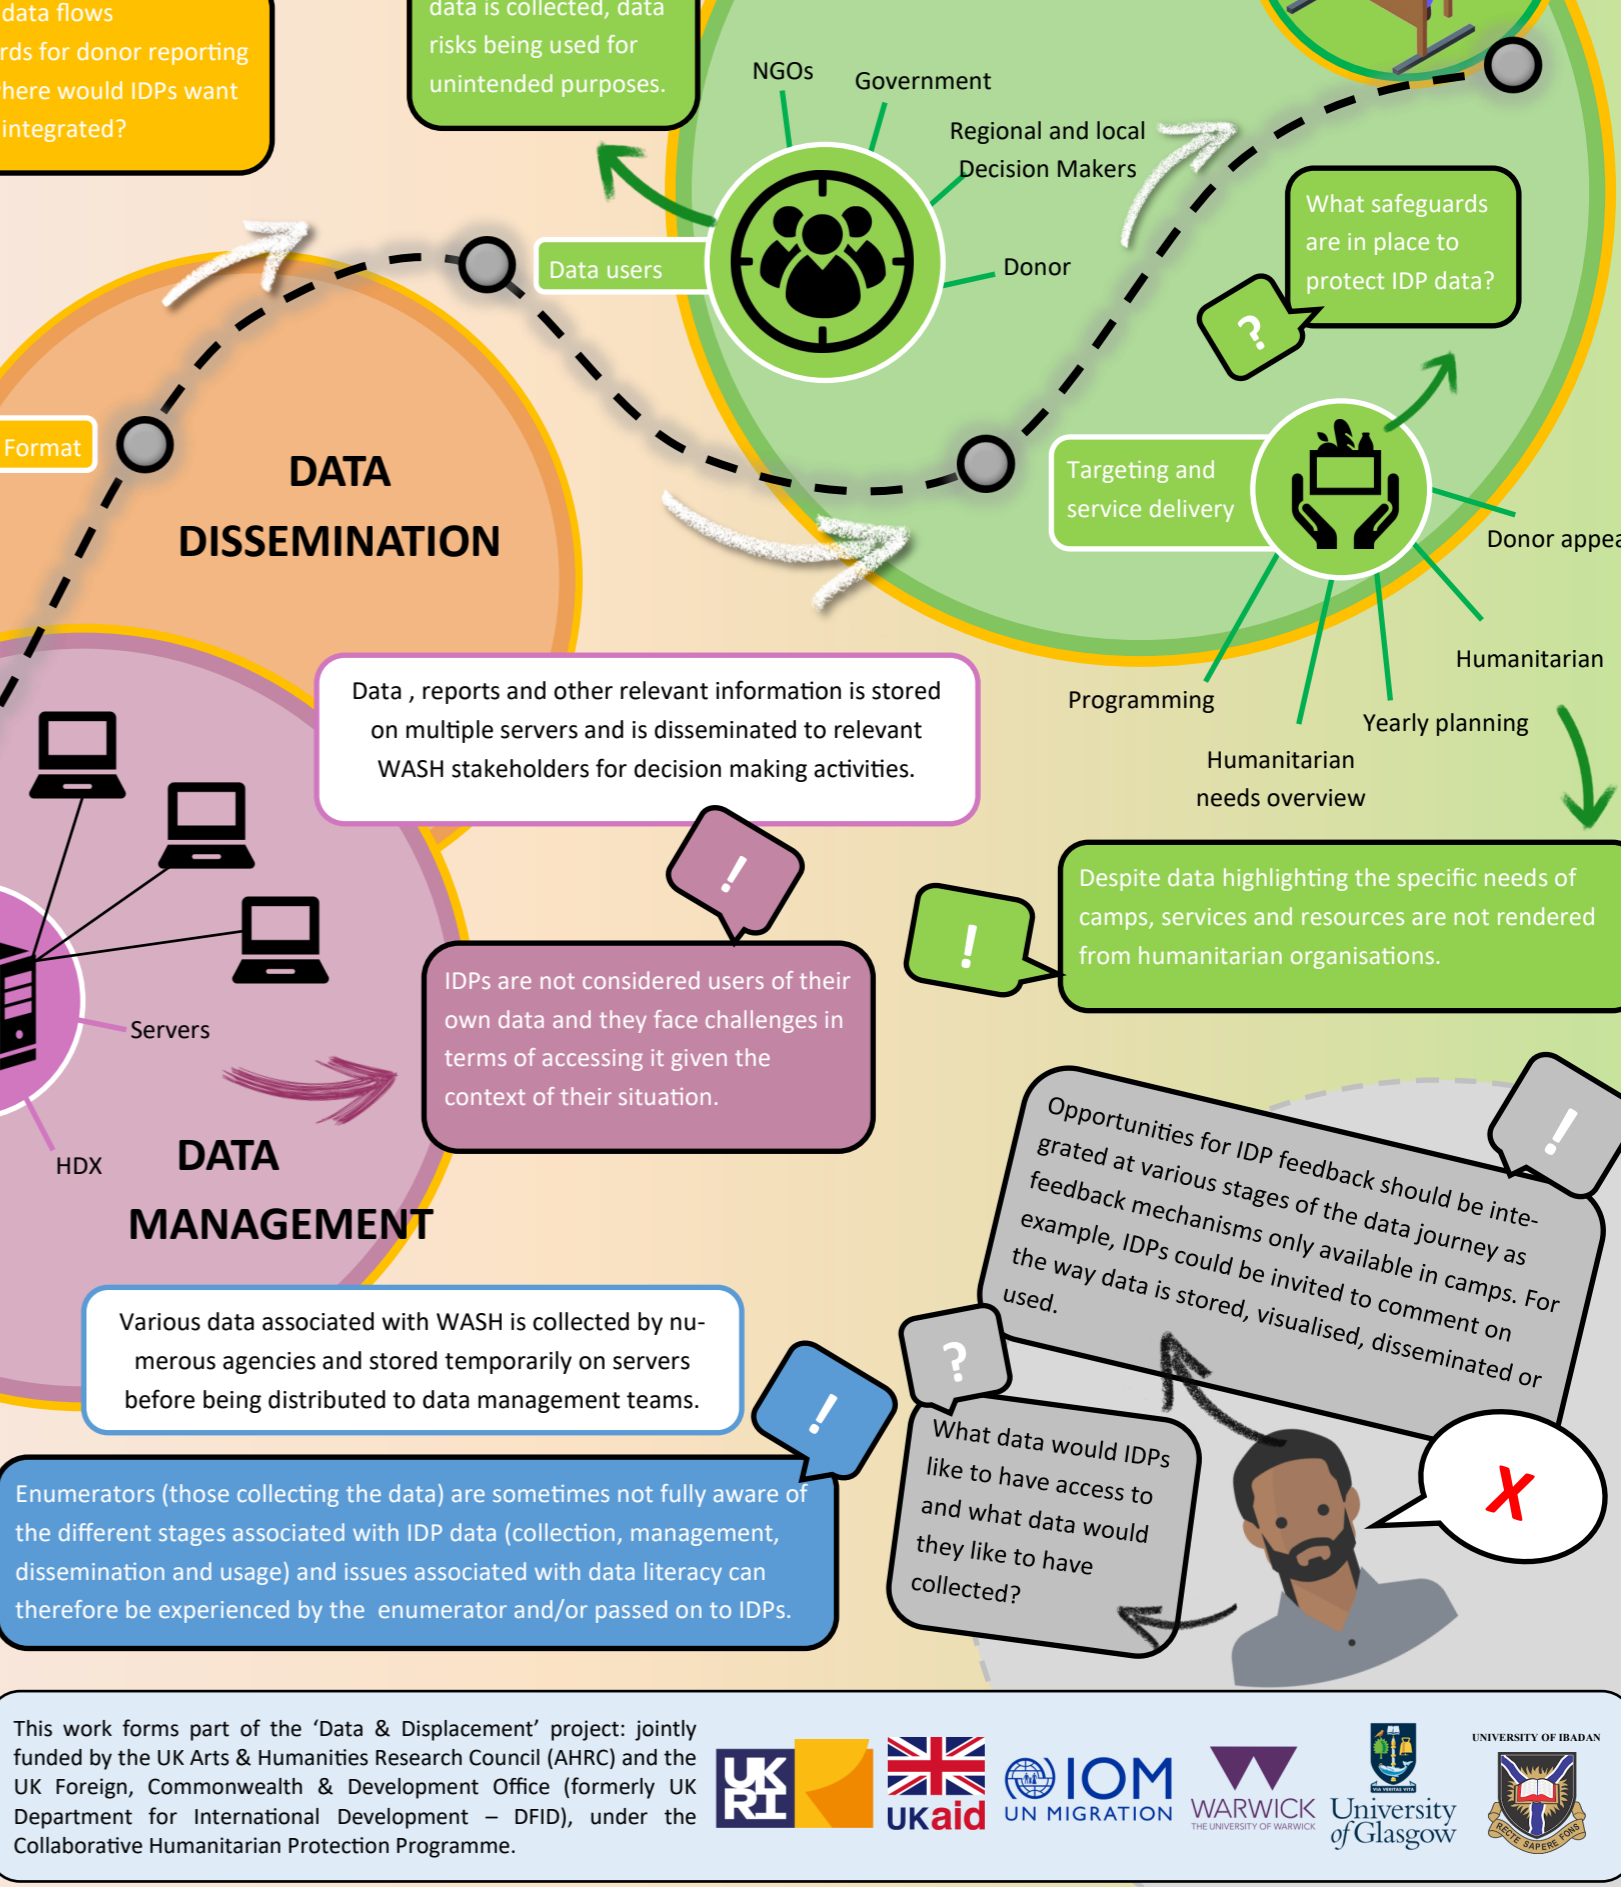 data flows
for donor reporting
where would IDPs want
integrated?
data is collected, data
risks being used for
unintended purposes.
NGOs
Government
Regional and local
Decision Makers
Donor
Data users
What safeguards
are in place to
protect IDP data?
?
Format
DATA
DISSEMINATION
Targeting and
service delivery
Donor
Humanitarian
Programming
Yearly planning
Humanitarian
needs overview
Data , reports and other relevant information is stored
on multiple servers and is disseminated to relevant
WASH stakeholders for decision making activities.
!
IDPs are not considered users of their
own data and they face challenges in
terms of accessing it given the
context of their situation.
!
Despite data highlighting the specific needs of
camps, services and resources are not rendered
from humanitarian organisations.
Servers
HDX
DATA
MANAGEMENT
!
Opportunities for IDP feedback should be inte-
grated at various stages of the data journey as
feedback mechanisms only available in camps. For
example, IDPs could be invited to comment on
the way data is stored, visualised, disseminated or
used.
Various data associated with WASH is collected by nu-
merous agencies and stored temporarily on servers
before being distributed to data management teams.
!
Enumerators (those collecting the data) are sometimes not fully aware of
the different stages associated with IDP data (collection, management,
dissemination and usage) and issues associated with data literacy can
therefore be experienced by the enumerator and/or passed on to IDPs.
?
What data would IDPs
like to have access to
and what data would
they like to have
collected?
X
This work forms part of the ‘Data & Displacement’ project: jointly
funded by the UK Arts & Humanities Research Council (AHRC) and the
UK Foreign, Commonwealth & Development Office (formerly UK
Department for International Development – DFID), under the
Collaborative Humanitarian Protection Programme.
UK
RI
UKaid
IOM
UN MIGRATION
WARWICK
THE UNIVERSITY OF WARWICK
VIA VERITAS VITA
University
of Glasgow
UNIVERSITY OF IBADAN
RECTE SAPERE FONS